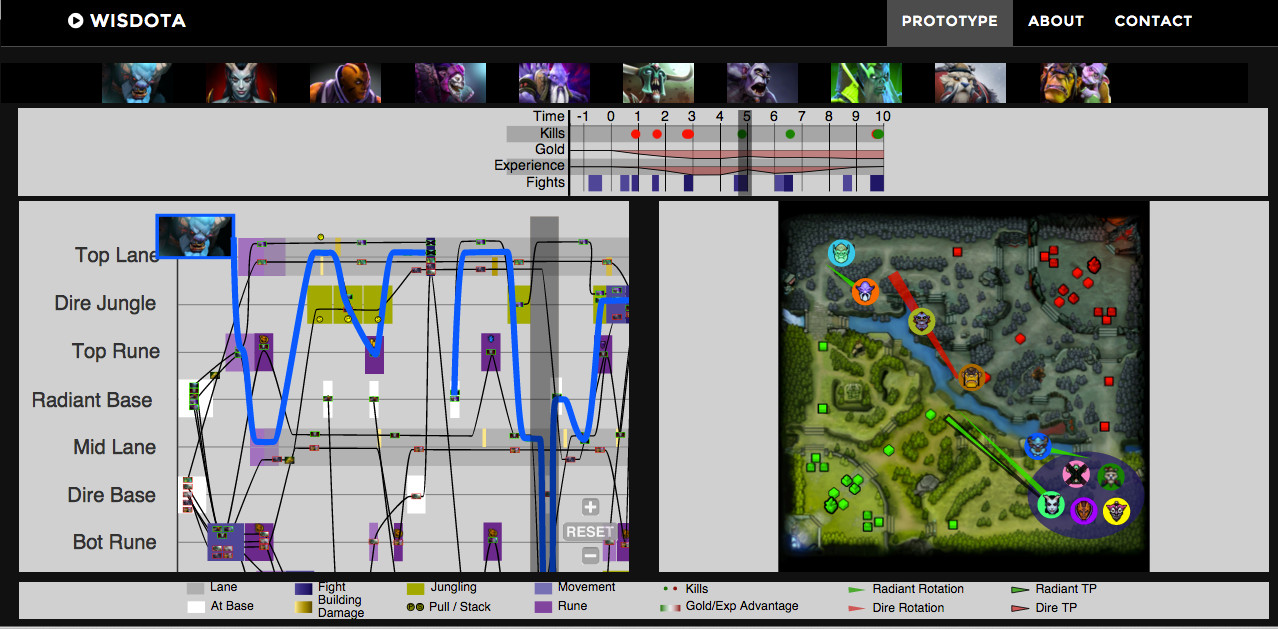 WISDOTA PROTOTYPE ABOUT CONTACT
Time -1 0 1 2 3 4 5 6 7 8 9 10
Kills
Gold
Experience
Fights
Top Lane
Dire Jungle
Top Rune
Radiant Base
Mid Lane
Dire Base
Bot Rune
+
RESET
−
Lane Fight Jungling Movement Kills Radiant Rotation Radiant TP
At Base Building Damage Pull / Stack Rune Gold/Exp Advantage Dire Rotation Dire TP